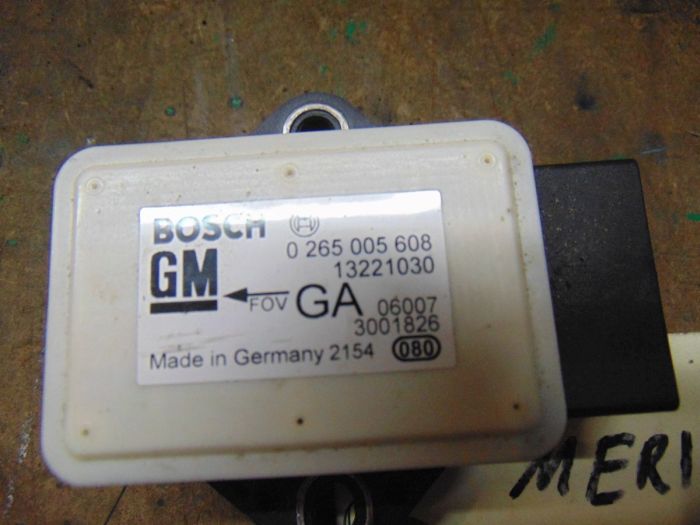 BOSCH
0 265 005 608
GM 13221030
FOV GA 06007
3001826
Made in Germany 2154 080
MERI